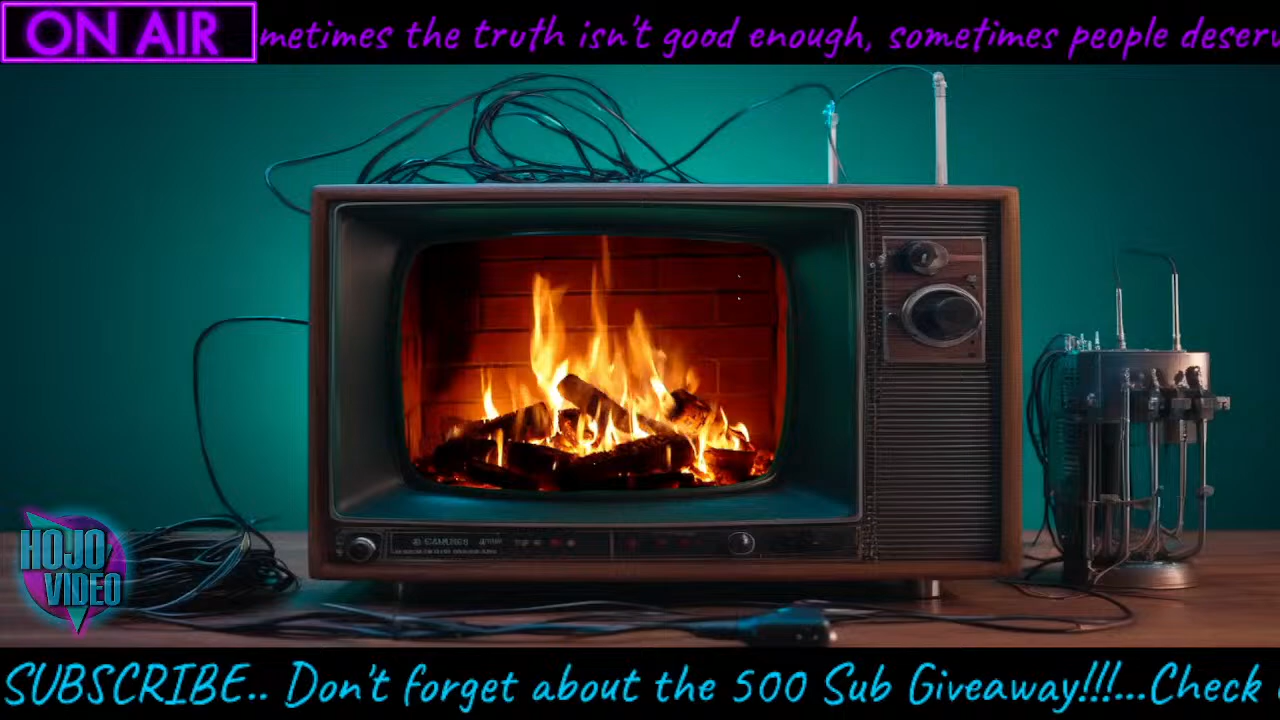 ON AIR
metimes the truth isn't good enough, sometimes people deserv
HOJO
VIDEO
SUBSCRIBE.. Don't forget about the 500 Sub Giveaway!!!...Check